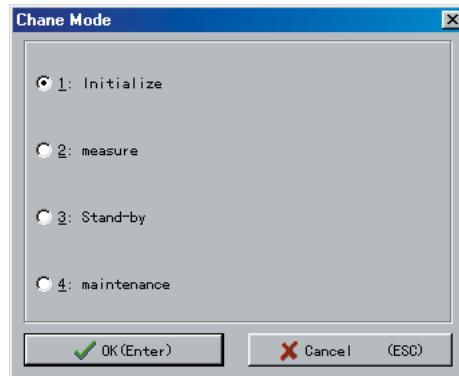 Chane Mode
1: Initialize
2: measure
3: Stand-by
4: maintenance
OK(Enter) Cancel (ESC)